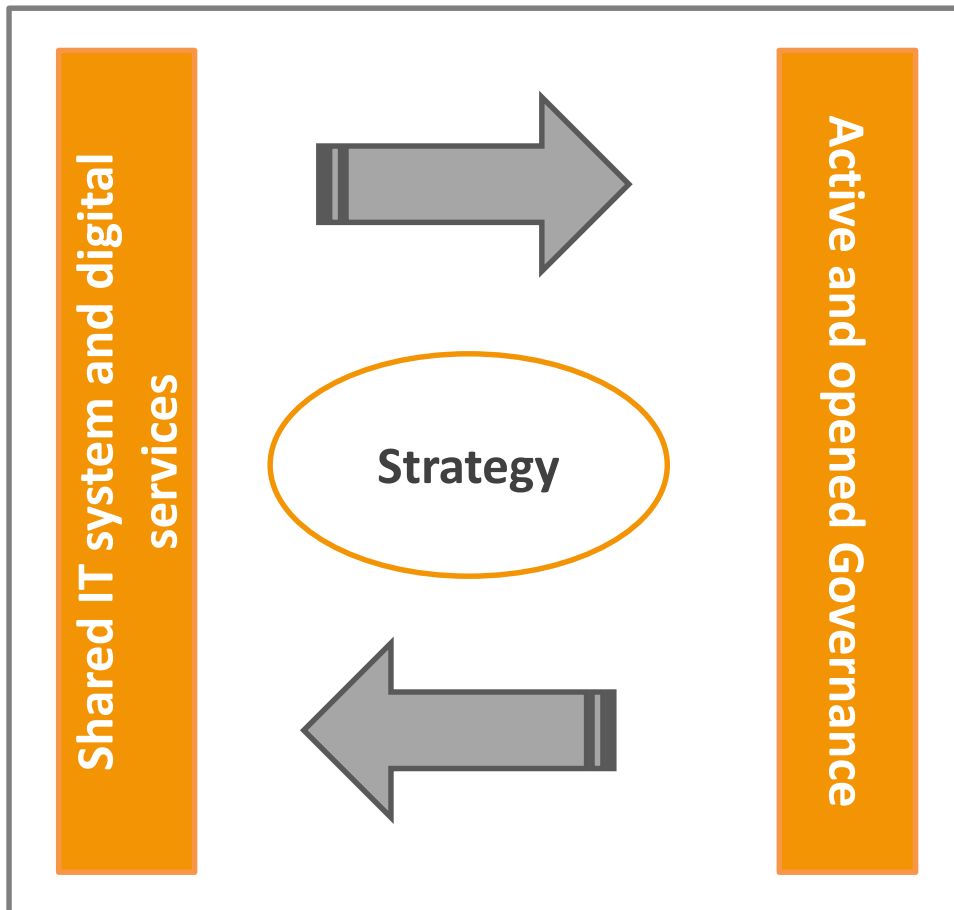 Shared IT system and digital
services
Strategy
Active and opened Governance